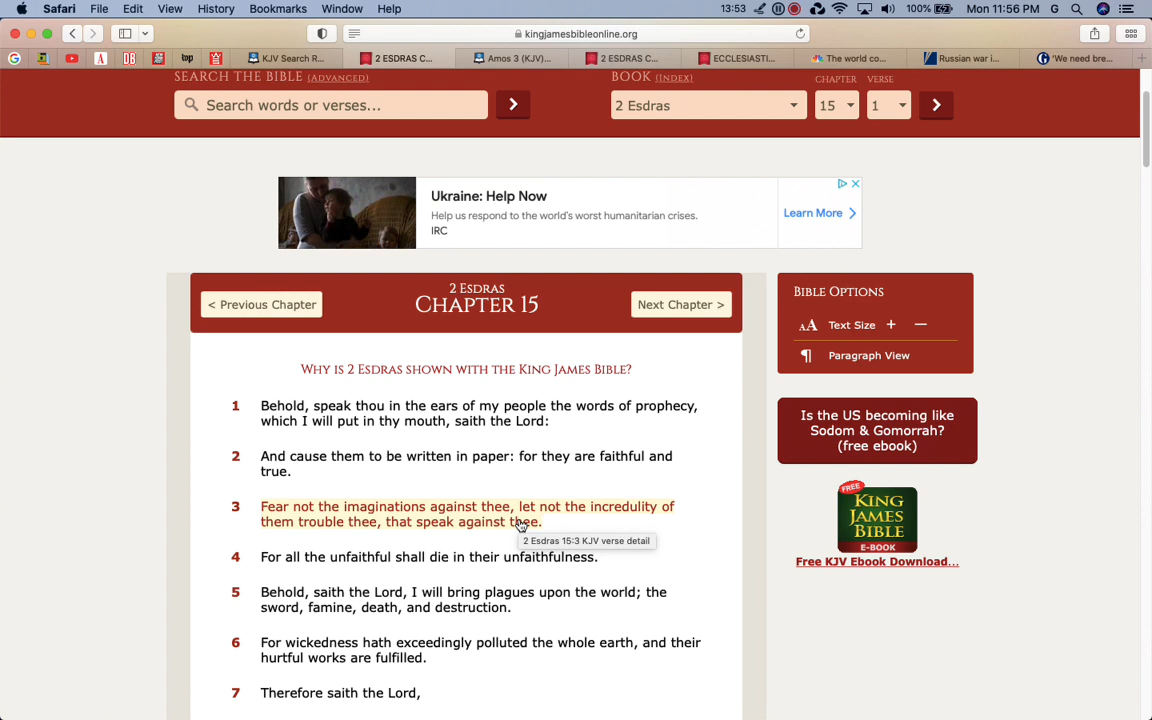 Safari File Edit View History Bookmarks Window Help 13:53 100% Mon 11:56 PM G
kingjamesbibleonline.org
KJV Search R... 2 ESDRAS C... Amos 3 (KJV)... 2 ESDRAS C... ECCLESIASTI... The world co... Russian war i... 'We need bre...
SEARCH THE BIBLE (ADVANCED) BOOK (INDEX) CHAPTER VERSE
Search words or verses... 2 Esdras 15 1
Ukraine: Help Now
Help us respond to the world's worst humanitarian crises.
IRC
Learn More
2 ESDRAS
CHAPTER 15
< Previous Chapter
Next Chapter >
WHY IS 2 ESDRAS SHOWN WITH THE KING JAMES BIBLE?
1 Behold, speak thou in the ears of my people the words of prophecy,
which I will put in thy mouth, saith the Lord:
2 And cause them to be written in paper: for they are faithful and
true.
3 Fear not the imaginations against thee, let not the incredulity of
them trouble thee, that speak against thee.
2 Esdras 15:3 KJV verse detail
4 For all the unfaithful shall die in their unfaithfulness.
5 Behold, saith the Lord, I will bring plagues upon the world; the
sword, famine, death, and destruction.
6 For wickedness hath exceedingly polluted the whole earth, and their
hurtful works are fulfilled.
7 Therefore saith the Lord,
BIBLE OPTIONS
AA Text Size + −
¶ Paragraph View
Is the US becoming like
Sodom & Gomorrah?
(free ebook)
FREE
KING
JAMES
BIBLE
E-BOOK
Free KJV Ebook Download...